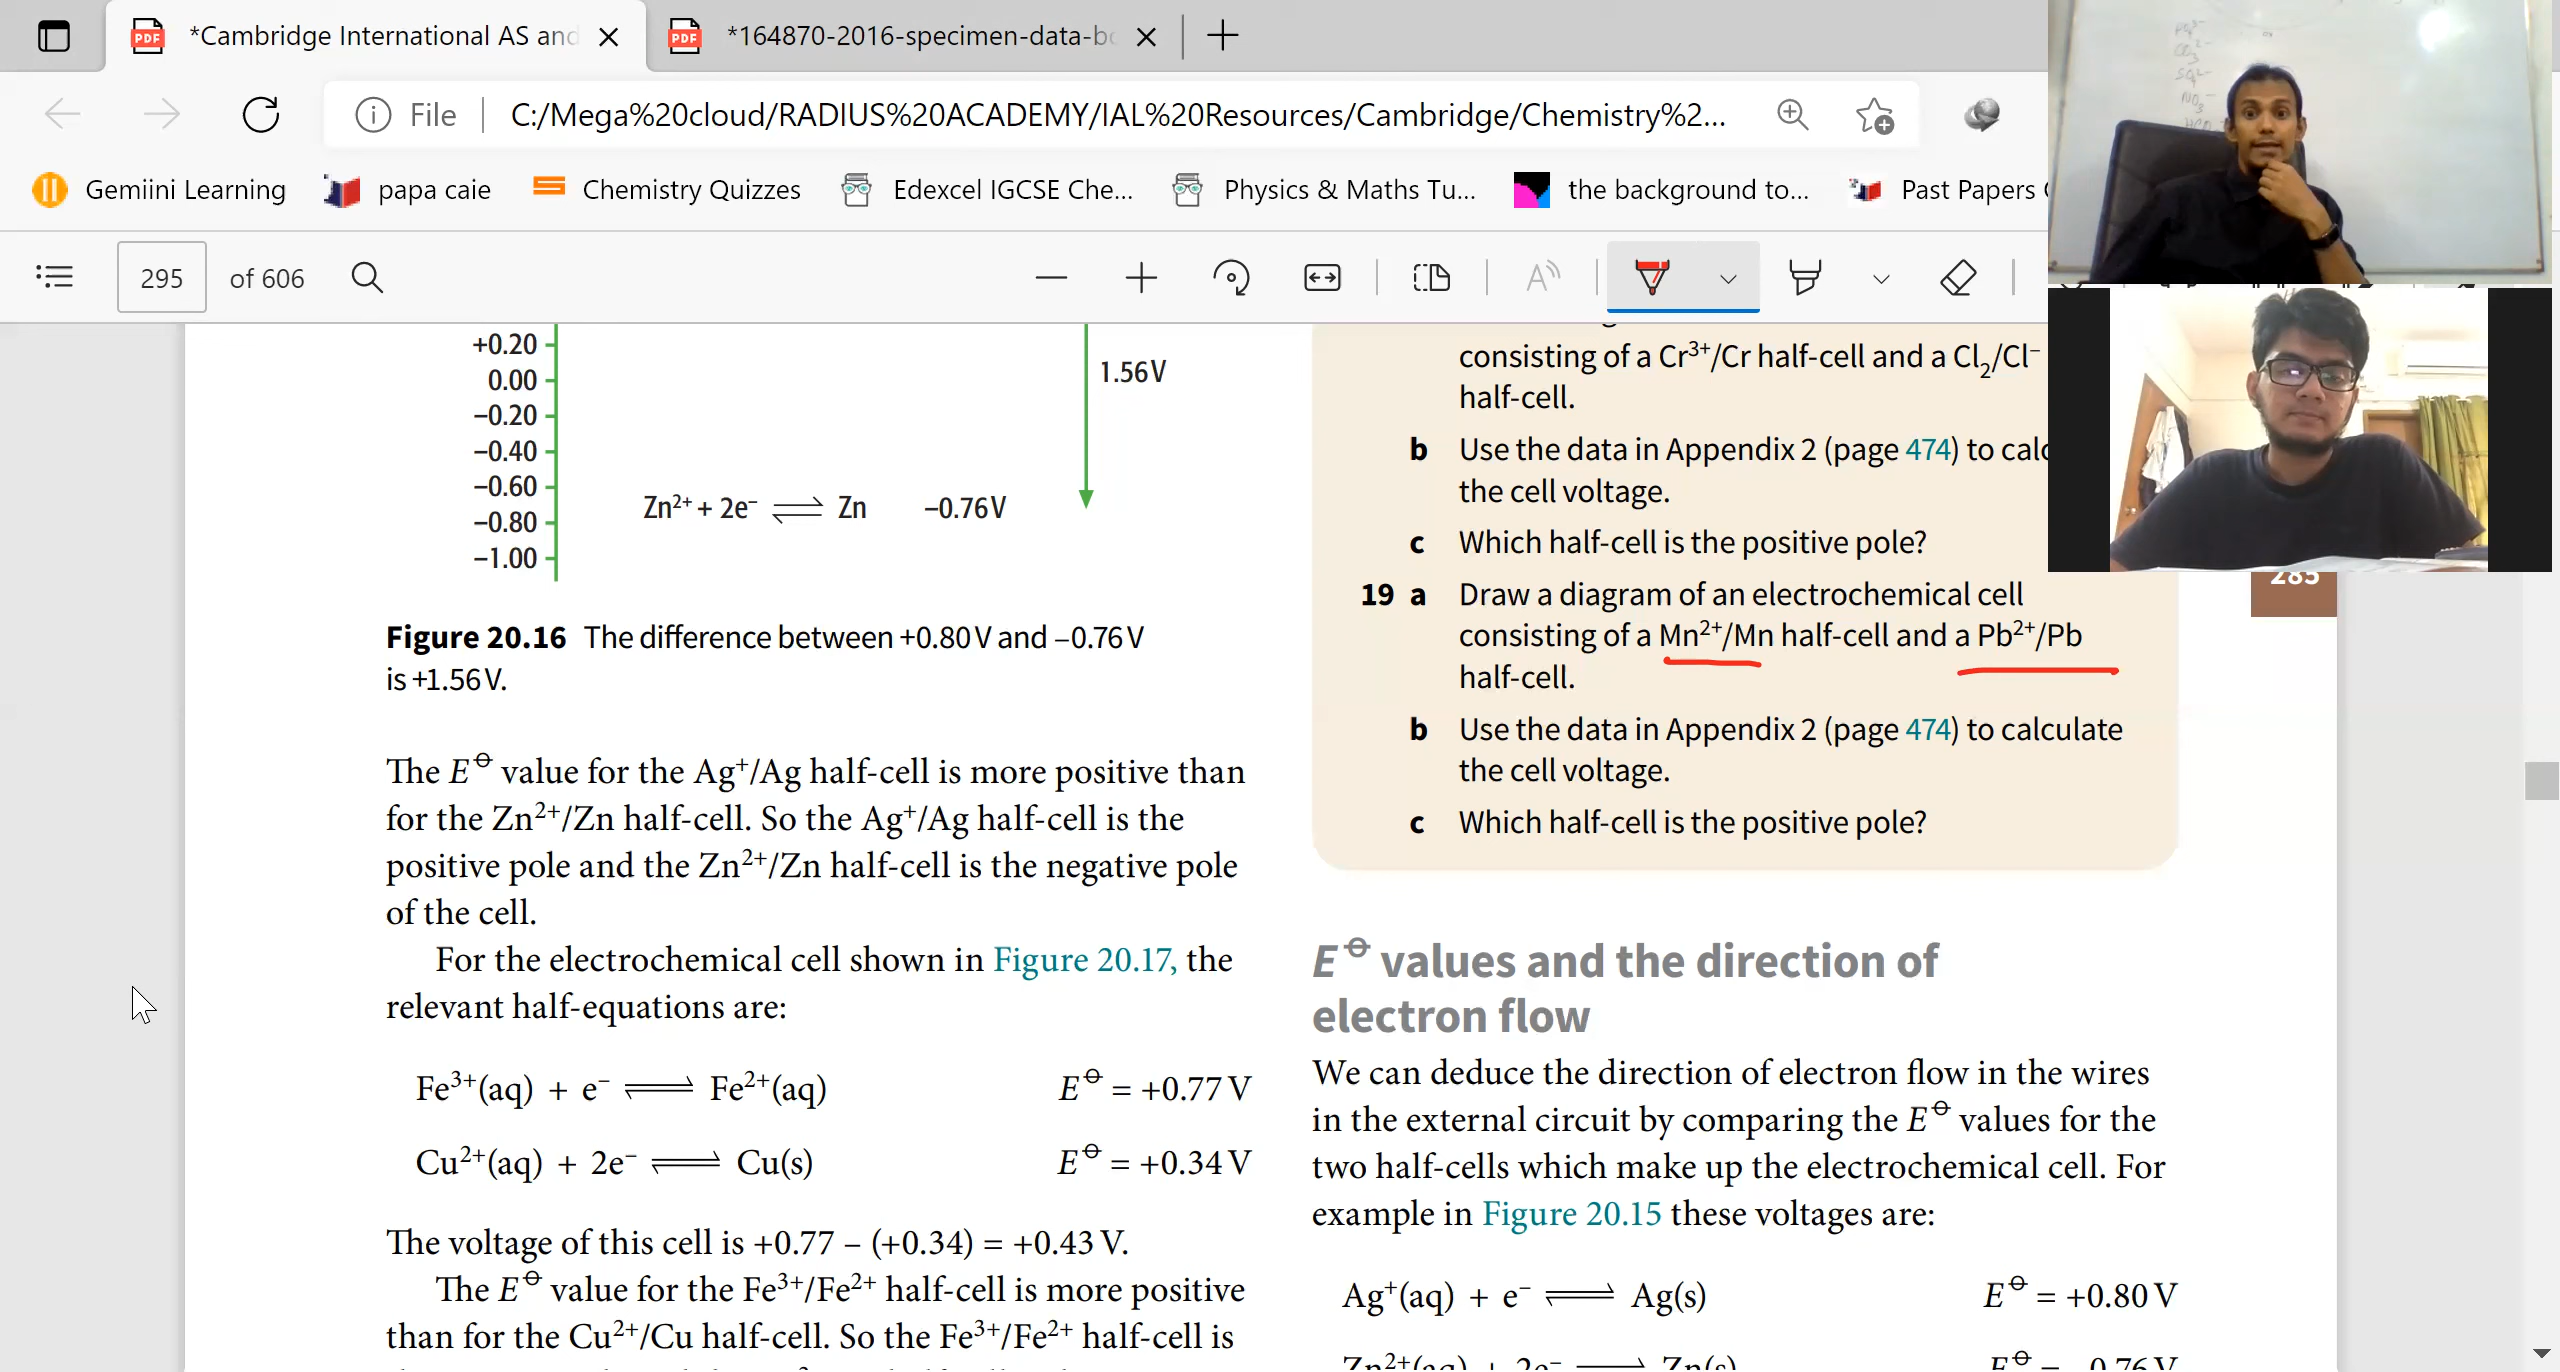 *Cambridge International AS and
*164870-2016-specimen-data-bo
File
C:/Mega%20cloud/RADIUS%20ACADEMY/IAL%20Resources/Cambridge/Chemistry%2...
Gemiini Learning
papa caie
Chemistry Quizzes
Edexcel IGCSE Che...
Physics & Maths Tu...
the background to...
Past Papers
295 of 606
+0.20
0.00
−0.20
−0.40
−0.60
−0.80
−1.00
1.56V
Zn²⁺ + 2e⁻ ⇌ Zn −0.76V
Figure 20.16 The difference between +0.80V and −0.76V
is +1.56V.
The E⦵ value for the Ag⁺/Ag half-cell is more positive than
for the Zn²⁺/Zn half-cell. So the Ag⁺/Ag half-cell is the
positive pole and the Zn²⁺/Zn half-cell is the negative pole
of the cell.
For the electrochemical cell shown in Figure 20.17, the
relevant half-equations are:
Fe³⁺(aq) + e⁻ ⇌ Fe²⁺(aq) E⦵ = +0.77 V
Cu²⁺(aq) + 2e⁻ ⇌ Cu(s) E⦵ = +0.34 V
The voltage of this cell is +0.77 – (+0.34) = +0.43 V.
The E⦵ value for the Fe³⁺/Fe²⁺ half-cell is more positive
than for the Cu²⁺/Cu half-cell. So the Fe³⁺/Fe²⁺ half-cell is
consisting of a Cr³⁺/Cr half-cell and a Cl₂/Cl⁻
half-cell.
b Use the data in Appendix 2 (page 474) to calc
the cell voltage.
c Which half-cell is the positive pole?
19 a Draw a diagram of an electrochemical cell
consisting of a Mn²⁺/Mn half-cell and a Pb²⁺/Pb
half-cell.
b Use the data in Appendix 2 (page 474) to calculate
the cell voltage.
c Which half-cell is the positive pole?
285
E⦵ values and the direction of
electron flow
We can deduce the direction of electron flow in the wires
in the external circuit by comparing the E⦵ values for the
two half-cells which make up the electrochemical cell. For
example in Figure 20.15 these voltages are:
Ag⁺(aq) + e⁻ ⇌ Ag(s) E⦵ = +0.80 V